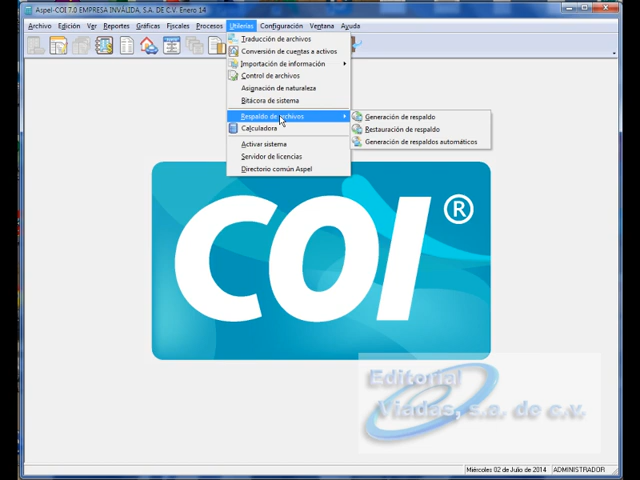 Aspel-COI 7.0 EMPRESA INVÁLIDA, S.A. DE C.V. Enero 14
Archivo Edición Ver Reportes Gráficas Fiscales Procesos Utilerías Configuración Ventana Ayuda
Traducción de archivos
Conversión de cuentas a activos
Importación de información
Control de archivos
Asignación de naturaleza
Bitácora de sistema
Respaldo de archivos
Generación de respaldo
Restauración de respaldo
Calculadora
Generación de respaldos automáticos
Activar sistema
Servidor de licencias
Directorio común Aspel
COI®
Editorial
Viadas, s.a. de c.v.
Miércoles 02 de Julio de 2014 ADMINISTRADOR